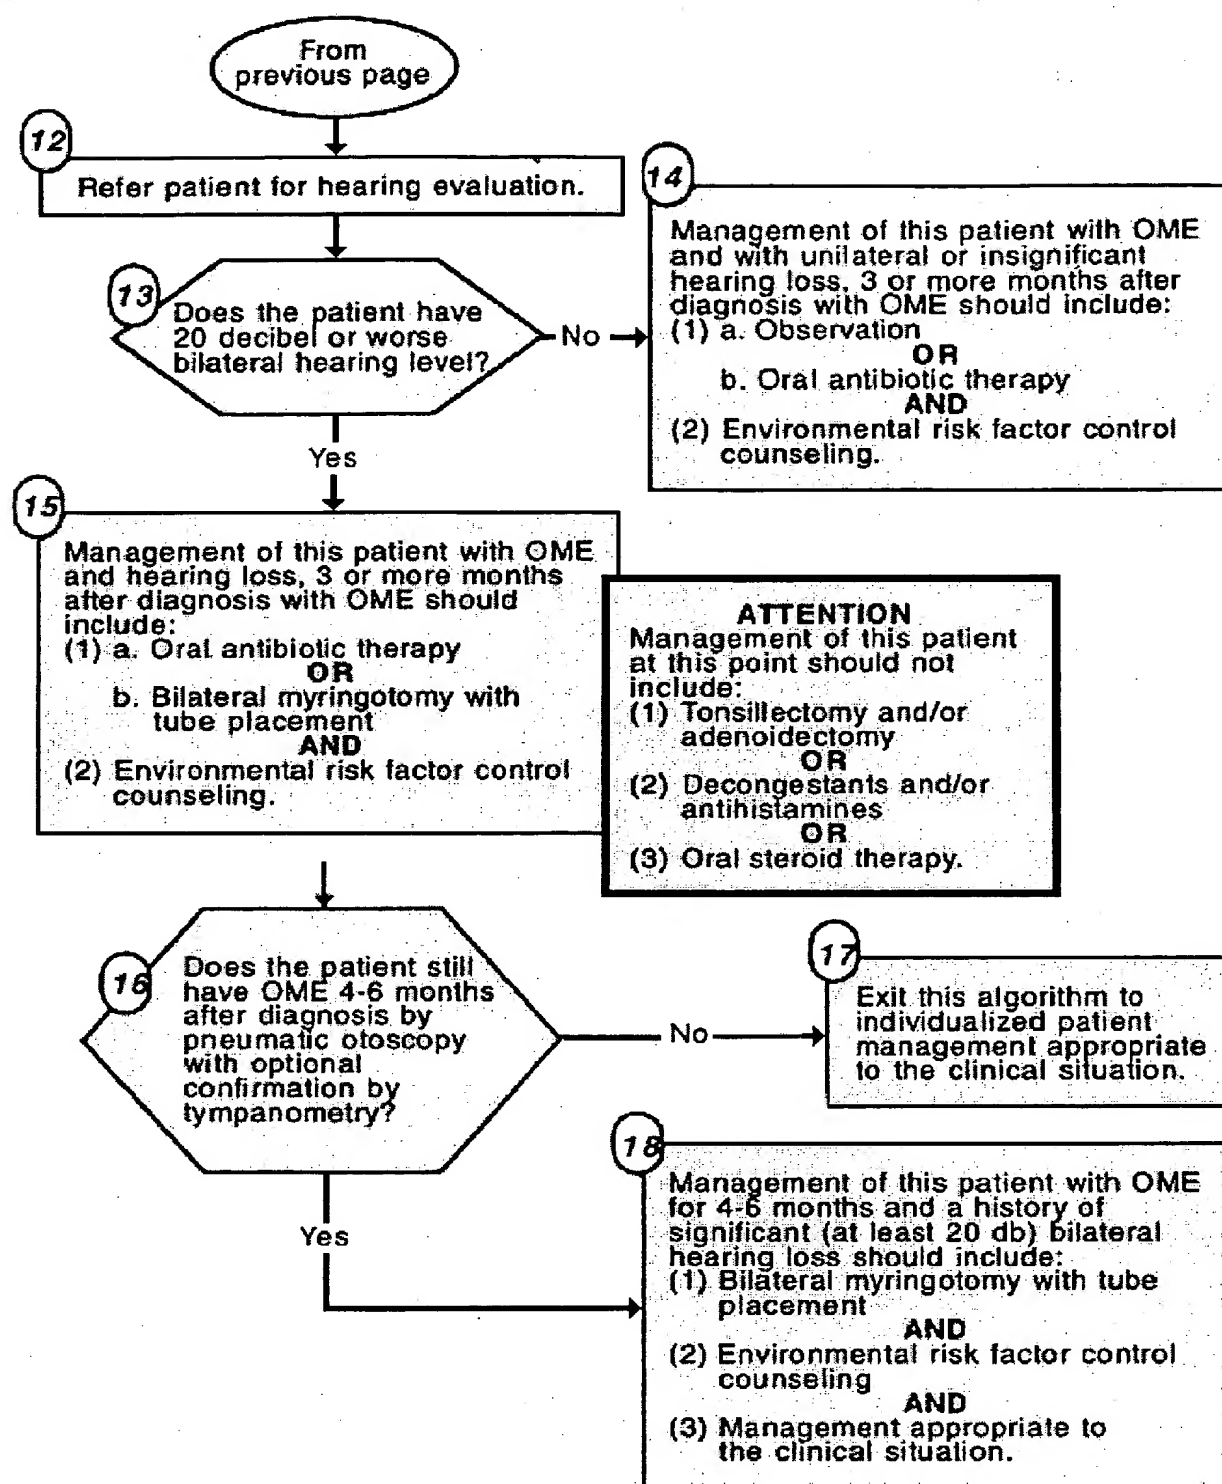 From
previous page
12
Refer patient for hearing evaluation.
13
Does the patient have
20 decibel or worse
bilateral hearing level?
No
14
Management of this patient with OME
and with unilateral or insignificant
hearing loss, 3 or more months after
diagnosis with OME should include:
(1) a. Observation
OR
b. Oral antibiotic therapy
AND
(2) Environmental risk factor control
counseling.
Yes
15
Management of this patient with OME
and hearing loss, 3 or more months
after diagnosis with OME should
include:
(1) a. Oral antibiotic therapy
OR
b. Bilateral myringotomy with
tube placement
AND
(2) Environmental risk factor control
counseling.
ATTENTION
Management of this patient
at this point should not
include:
(1) Tonsillectomy and/or
adenoidectomy
OR
(2) Decongestants and/or
antihistamines
OR
(3) Oral steroid therapy.
16
Does the patient still
have OME 4-6 months
after diagnosis by
pneumatic otoscopy
with optional
confirmation by
tympanometry?
No
17
Exit this algorithm to
individualized patient
management appropriate
to the clinical situation.
Yes
18
Management of this patient with OME
for 4-6 months and a history of
significant (at least 20 db) bilateral
hearing loss should include:
(1) Bilateral myringotomy with tube
placement
AND
(2) Environmental risk factor control
counseling
AND
(3) Management appropriate to
the clinical situation.